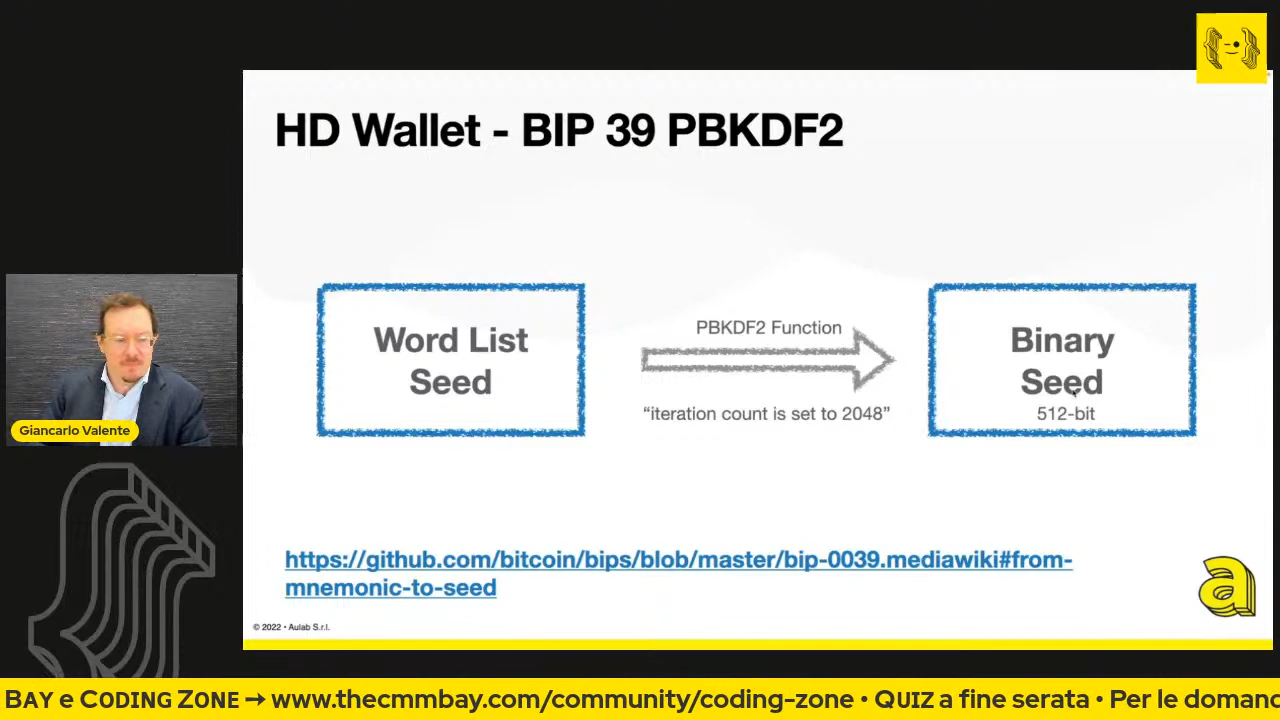 HD Wallet - BIP 39 PBKDF2
Word List
Seed
PBKDF2 Function
“iteration count is set to 2048”
Binary
Seed
512-bit
https://github.com/bitcoin/bips/blob/master/bip-0039.mediawiki#from-
mnemonic-to-seed
© 2022 • Aulab S.r.l.
a
Giancarlo Valente
BAY e CODING ZONE → www.thecmmbay.com/community/coding-zone • QUIZ a fine serata • Per le domand